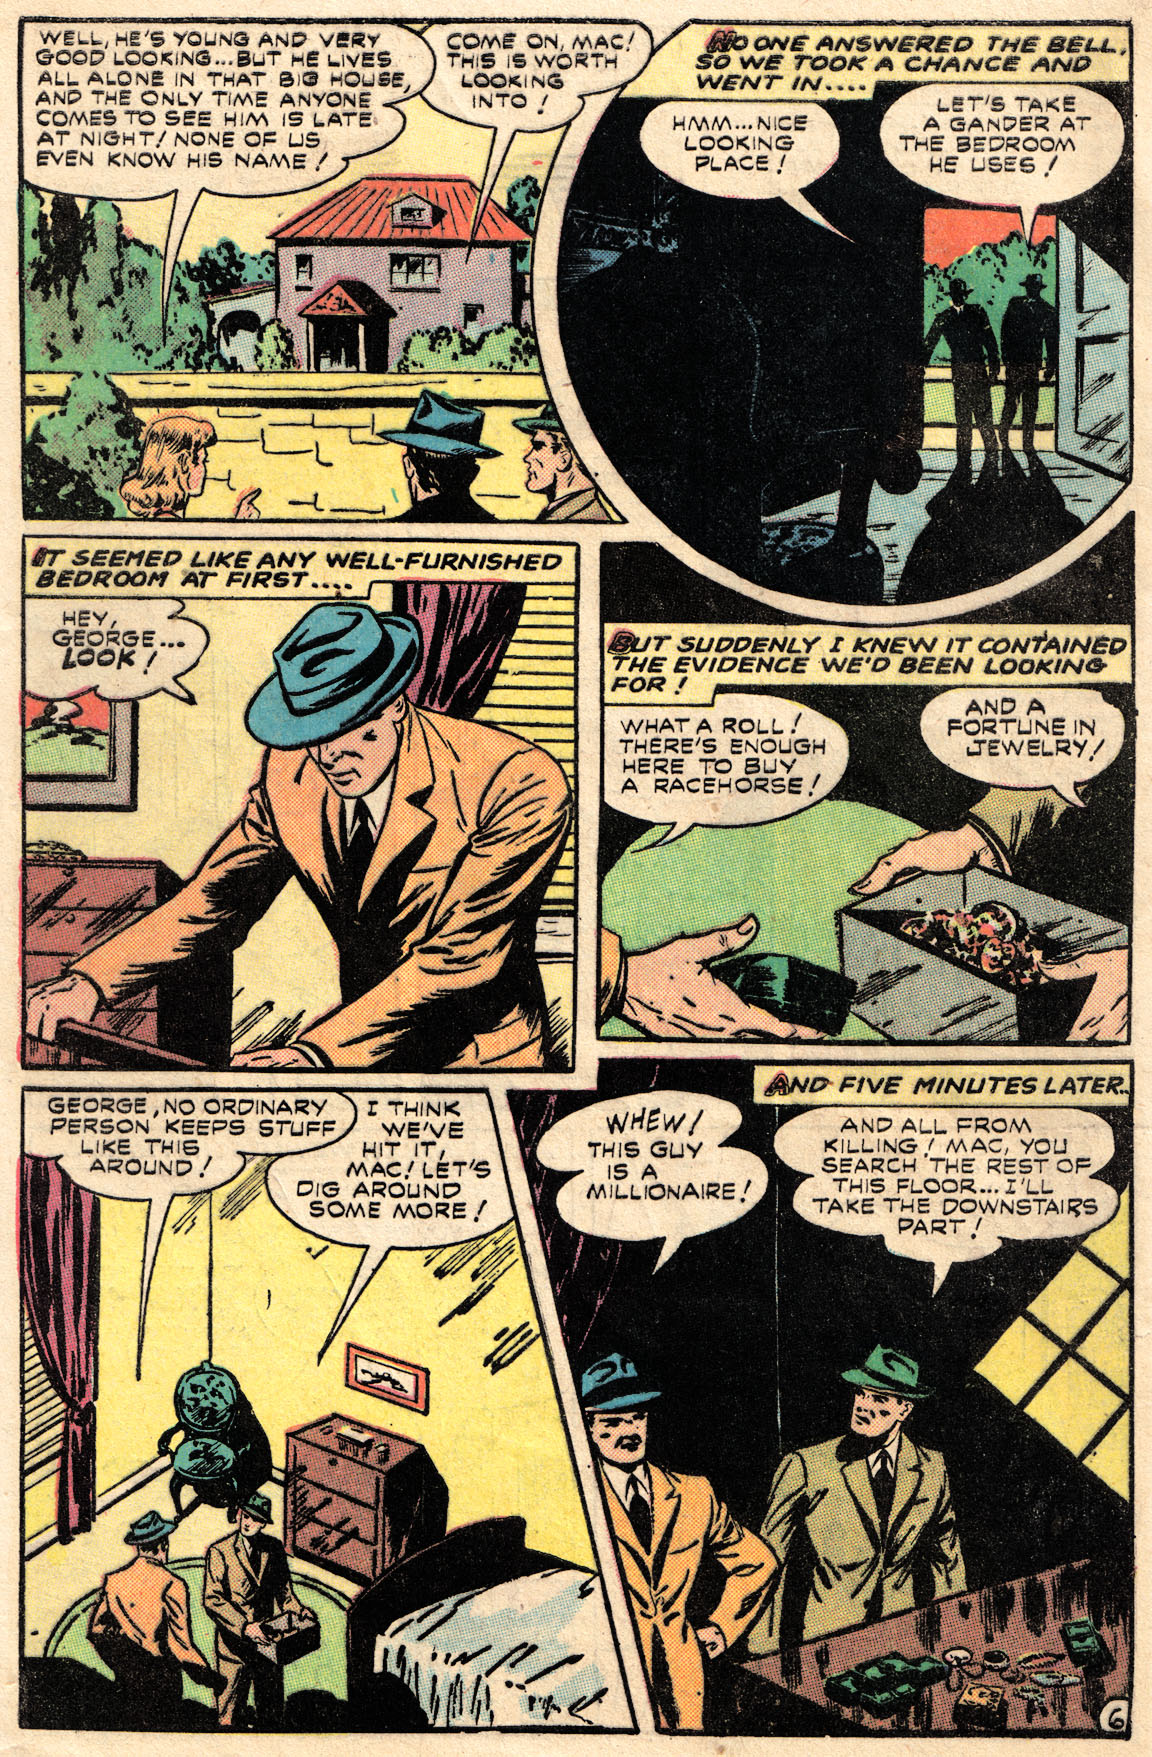 WELL, HE'S YOUNG AND VERY
GOOD LOOKING...BUT HE LIVES
ALL ALONE IN THAT BIG HOUSE,
AND THE ONLY TIME ANYONE
COMES TO SEE HIM IS LATE
AT NIGHT! NONE OF US
EVEN KNOW HIS NAME!
COME ON, MAC!
THIS IS WORTH
LOOKING
INTO!
NO ONE ANSWERED THE BELL,
SO WE TOOK A CHANCE AND
WENT IN....
HMM...NICE
LOOKING
PLACE!
LET'S TAKE
A GANDER AT
THE BEDROOM
HE USES!
IT SEEMED LIKE ANY WELL-FURNISHED
BEDROOM AT FIRST....
HEY,
GEORGE...
LOOK!
BUT SUDDENLY I KNEW IT CONTAINED
THE EVIDENCE WE'D BEEN LOOKING
FOR!
WHAT A ROLL!
THERE'S ENOUGH
HERE TO BUY
A RACEHORSE!
AND A
FORTUNE IN
JEWELRY!
GEORGE, NO ORDINARY
PERSON KEEPS STUFF
LIKE THIS
AROUND!
I THINK
WE'VE
HIT IT,
MAC! LET'S
DIG AROUND
SOME MORE!
AND FIVE MINUTES LATER..
WHEW!
THIS GUY
IS A
MILLIONAIRE!
AND ALL FROM
KILLING! MAC, YOU
SEARCH THE REST OF
THIS FLOOR...I'LL
TAKE THE DOWNSTAIRS
PART!
6